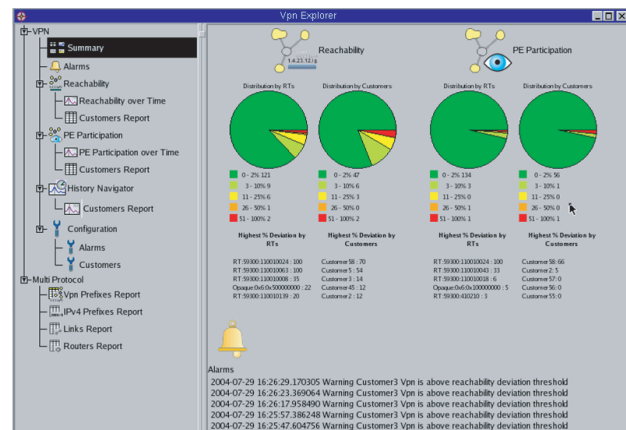 Vpn Explorer
VPN
Summary
Alarms
Reachability
Reachability over Time
Customers Report
PE Participation
PE Participation over Time
Customers Report
History Navigator
Customers Report
Configuration
Alarms
Customers
Multi Protocol
Vpn Prefixes Report
IPv4 Prefixes Report
Links Report
Routers Report
Reachability
1.4.23.12/g
PE Participation
Distribution by RTs
Distribution by Customers
Distribution by RTs
Distribution by Customers
0 - 2% 121
3 - 10% 9
11 - 25% 6
26 - 50% 1
51 - 100% 2
0 - 2% 47
3 - 10% 6
11 - 25% 3
26 - 50% 1
51 - 100% 2
0 - 2% 134
3 - 10% 3
11 - 25% 0
26 - 50% 0
51 - 100% 1
0 - 2% 56
3 - 10% 1
11 - 25% 0
26 - 50% 0
51 - 100% 1
Highest % Deviation by
RTs
RT:59300:110010024 : 100
RT:59300:110010063 : 100
RT:59300:110010008 : 35
Opaque:0x6:0x500000000 : 22
RT:59300:110010139 : 20
Highest % Deviation by
Customers
Customer58 : 70
Customer5 : 54
Customer3 : 14
Customer45 : 12
Customer2 : 12
Highest % Deviation by
RTs
RT:59300:110010024 : 100
RT:59300:110010043 : 33
RT:59300:110010018 : 6
Opaque:0x6:0x100000000 : 5
RT:59300:410210 : 3
Highest % Deviation by
Customers
Customer58:66
Customer2: 5
Customer57:0
Customer56:0
Customer55:0
Alarms
2004-07-29 16:26:29.170305 Warning Customer3 Vpn is above reachability deviation threshold
2004-07-29 16:26:23.369064 Warning Customer3 Vpn is above reachability deviation threshold
2004-07-29 16:26:17.958490 Warning Customer3 Vpn is above reachability deviation threshold
2004-07-29 16:25:57.386248 Warning Customer3 Vpn is above reachability deviation threshold
2004-07-29 16:25:47.604756 Warning Customer3 Vpn is above reachability deviation threshold